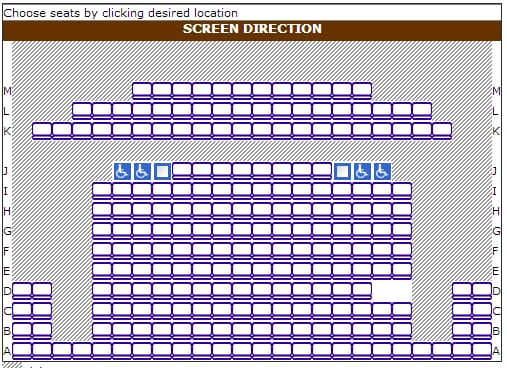 Choose seats by clicking desired location
SCREEN DIRECTION
M M
L L
K K
J J
I I
H H
G G
F F
E E
D D
C C
B B
A A